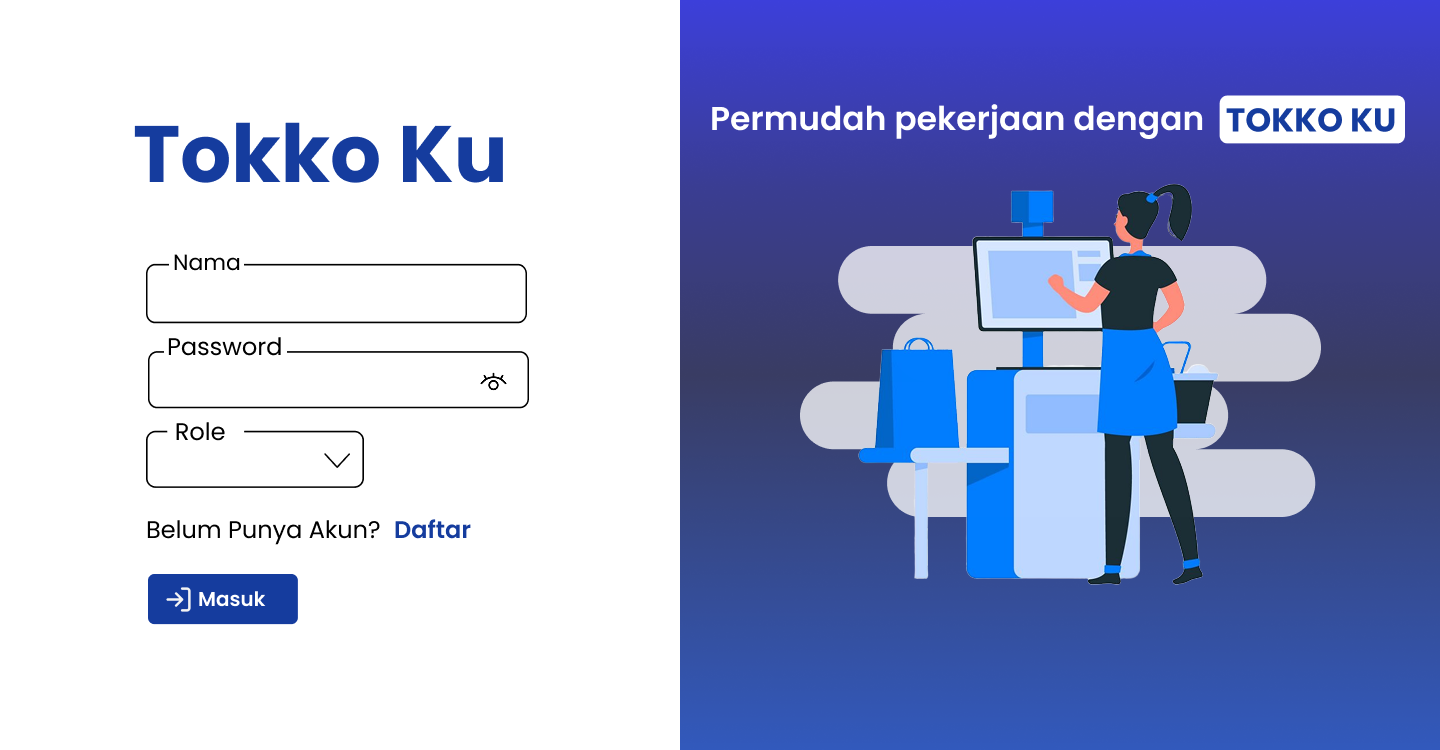 Tokko Ku
Nama
Password
Role
Belum Punya Akun? Daftar
Masuk
Permudah pekerjaan dengan TOKKO KU